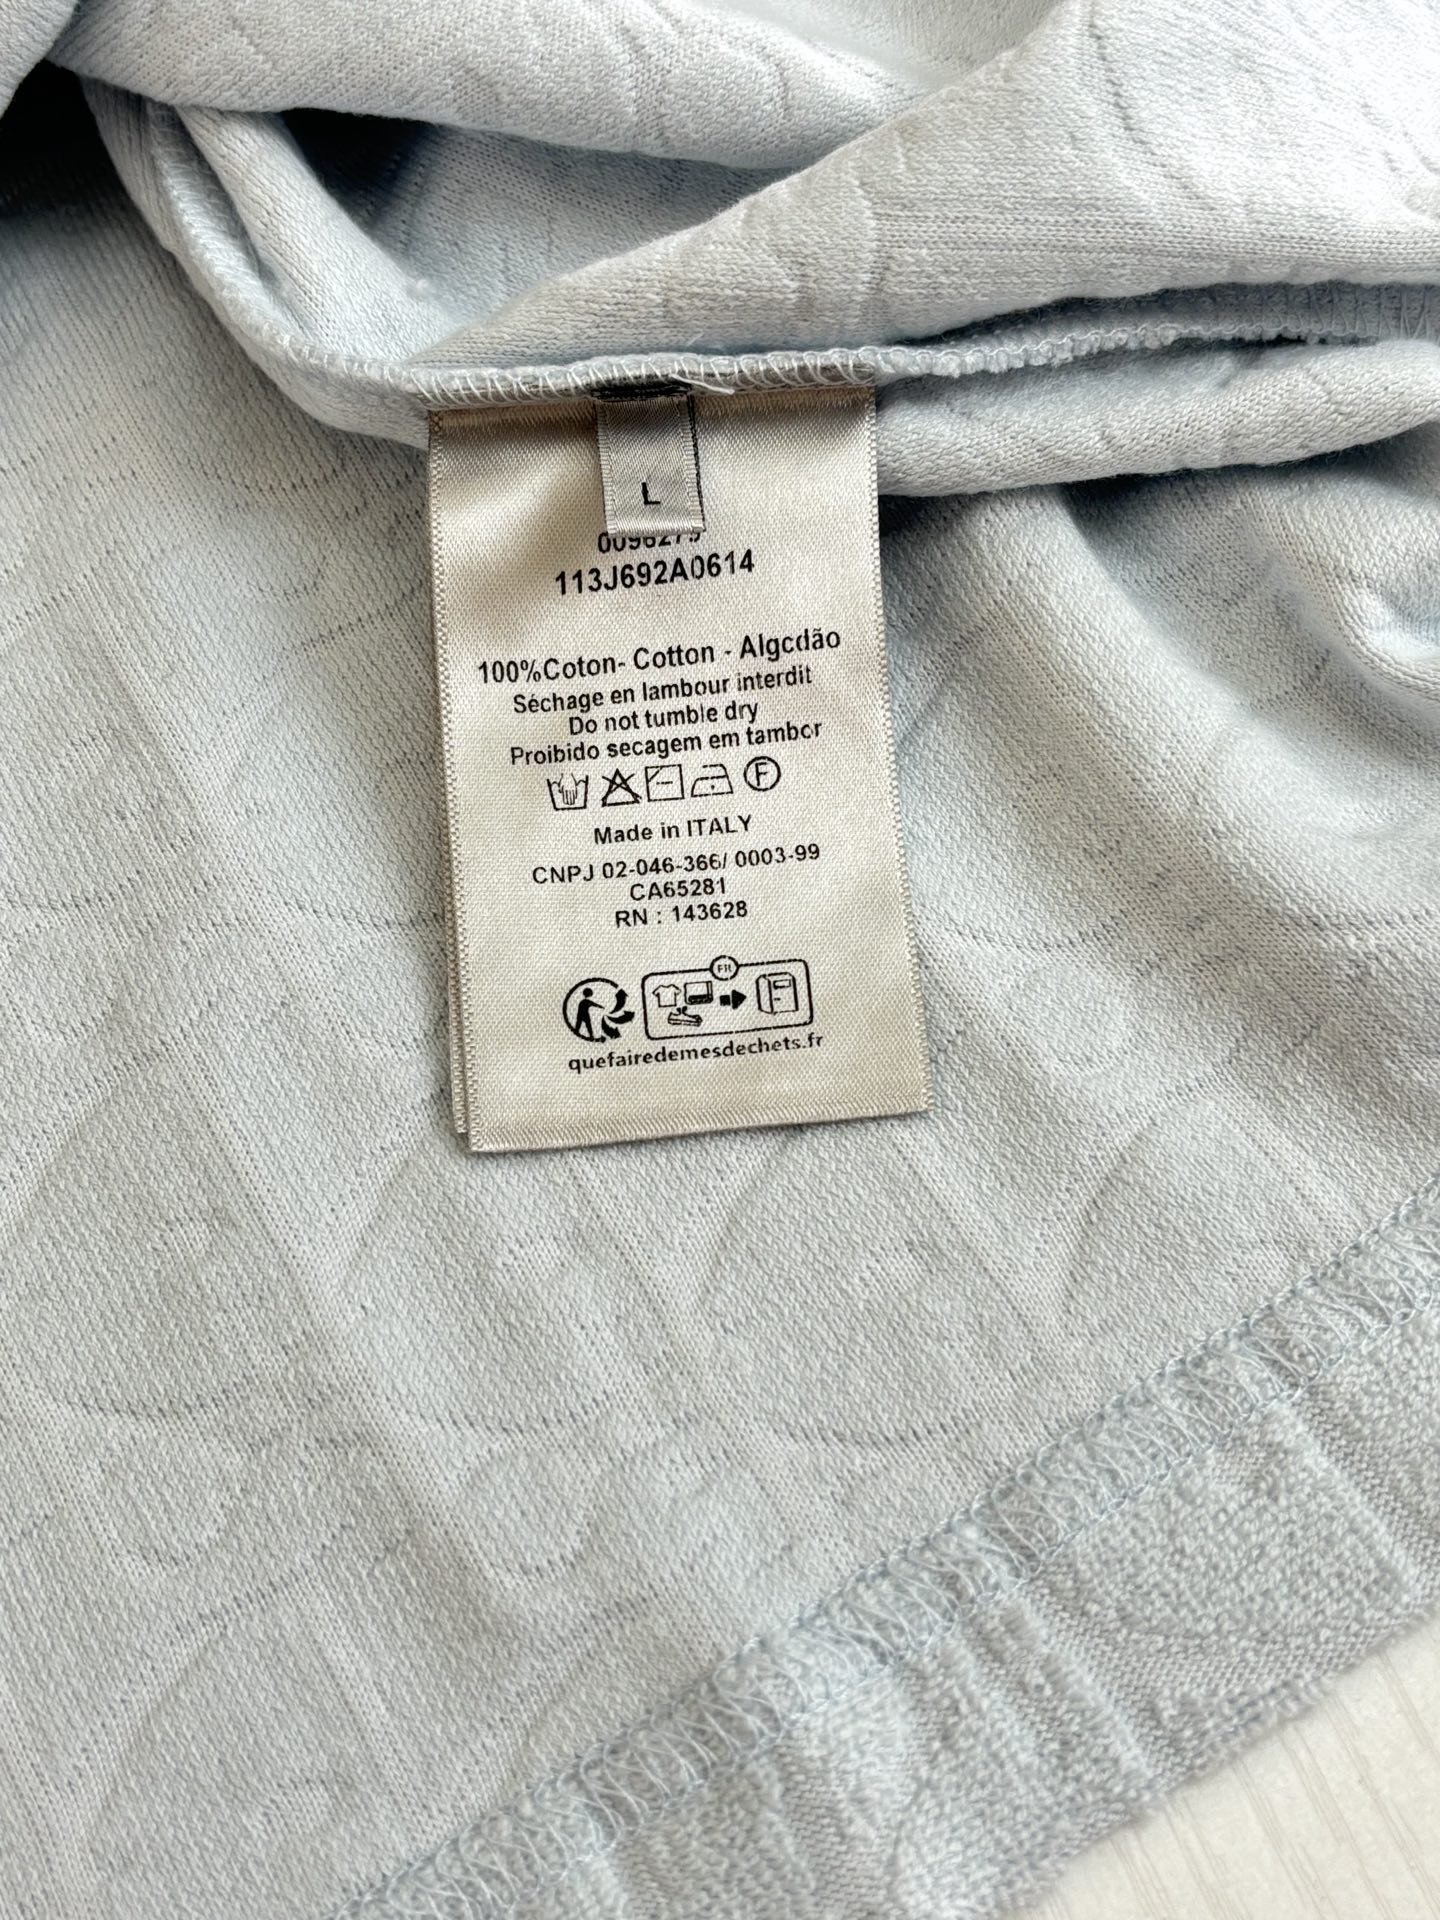 L
113J692A0614
100%Coton- Cotton - Algcdão
Séchage en lambour interdit
Do not tumble dry
Proibido secagem em tambor
F
Made in ITALY
CNPJ 02-046-366/ 0003-99
CA65281
RN : 143628
FR
quefairedemesdechets.fr